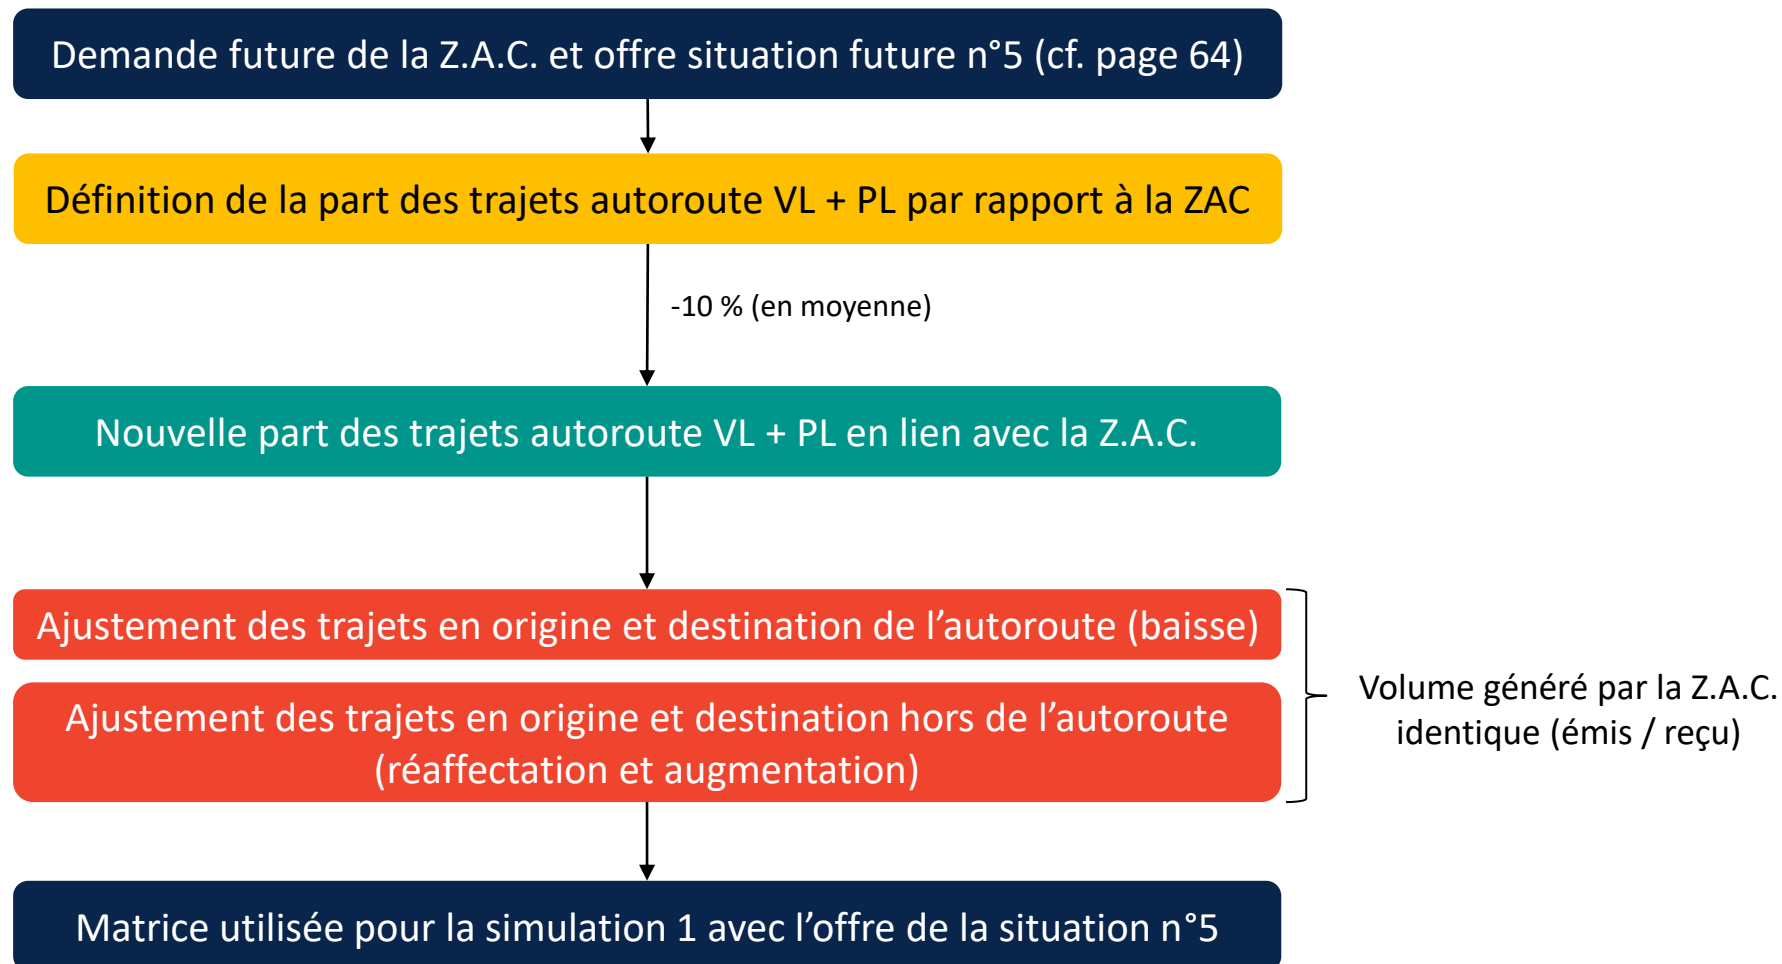 Demande future de la Z.A.C. et offre situation future n°5 (cf. page 64)
Définition de la part des trajets autoroute VL + PL par rapport à la ZAC
-10 % (en moyenne)
Nouvelle part des trajets autoroute VL + PL en lien avec la Z.A.C.
Ajustement des trajets en origine et destination de l’autoroute (baisse)
Ajustement des trajets en origine et destination hors de l’autoroute
(réaffectation et augmentation)
Volume généré par la Z.A.C.
identique (émis / reçu)
Matrice utilisée pour la simulation 1 avec l’offre de la situation n°5